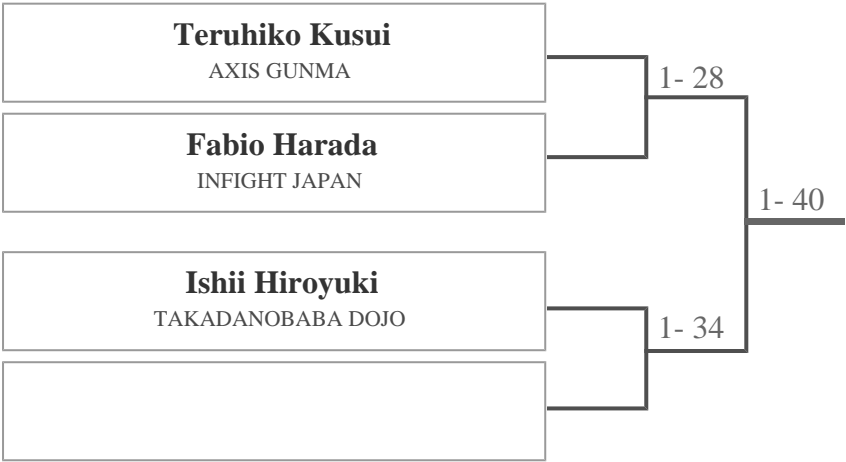 Teruhiko Kusui
AXIS GUNMA
1- 28
Fabio Harada
INFIGHT JAPAN
1- 40
Ishii Hiroyuki
TAKADANOBABA DOJO
1- 34